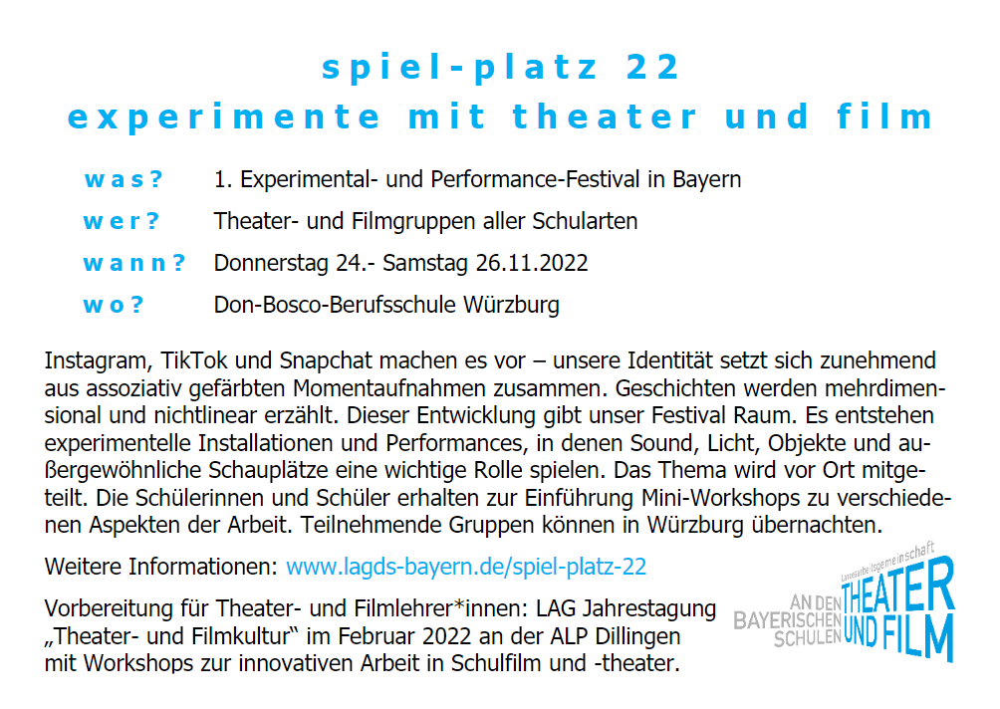 spiel-platz 22
experimente mit theater und film
was? 1. Experimental- und Performance-Festival in Bayern
wer? Theater- und Filmgruppen aller Schularten
wann? Donnerstag 24.- Samstag 26.11.2022
wo? Don-Bosco-Berufsschule Würzburg
Instagram, TikTok und Snapchat machen es vor – unsere Identität setzt sich zunehmend
aus assoziativ gefärbten Momentaufnahmen zusammen. Geschichten werden mehrdimen-
sional und nichtlinear erzählt. Dieser Entwicklung gibt unser Festival Raum. Es entstehen
experimentelle Installationen und Performances, in denen Sound, Licht, Objekte und au-
ßergewöhnliche Schauplätze eine wichtige Rolle spielen. Das Thema wird vor Ort mitge-
teilt. Die Schülerinnen und Schüler erhalten zur Einführung Mini-Workshops zu verschiede-
nen Aspekten der Arbeit. Teilnehmende Gruppen können in Würzburg übernachten.
Weitere Informationen: www.lagds-bayern.de/spiel-platz-22
Vorbereitung für Theater- und Filmlehrer*innen: LAG Jahrestagung
„Theater- und Filmkultur“ im Februar 2022 an der ALP Dillingen
mit Workshops zur innovativen Arbeit in Schulfilm und -theater.
Landesarbeitsgemeinschaft
THEATER
UND FILM
AN DEN
BAYERISCHEN
SCHULEN